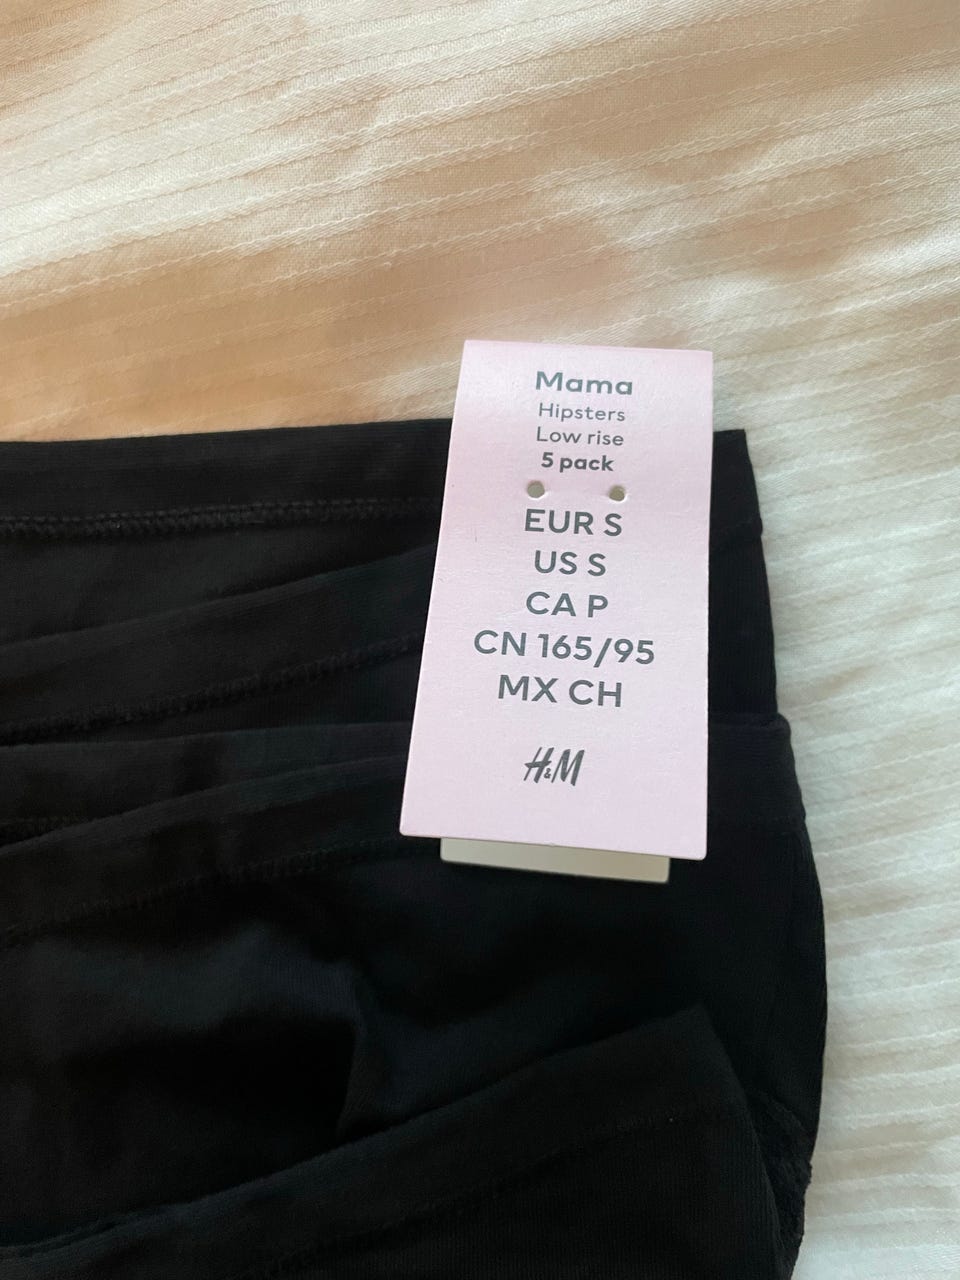 Mama
Hipsters
Low rise
5 pack
EUR S
US S
CA P
CN 165/95
MX CH
H&M